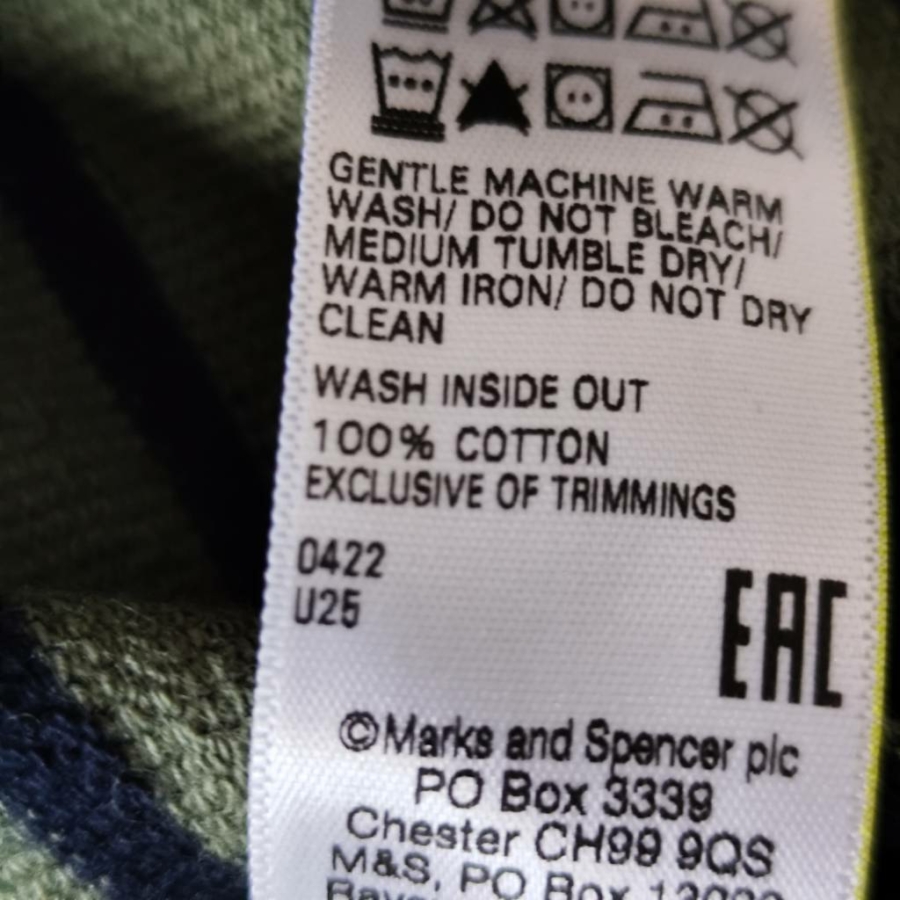 GENTLE MACHINE WARM
WASH/ DO NOT BLEACH/
MEDIUM TUMBLE DRY/
WARM IRON/ DO NOT DRY
CLEAN
WASH INSIDE OUT
100% COTTON
EXCLUSIVE OF TRIMMINGS
0422
U25
EAC
©Marks and Spencer plc
PO Box 3339
Chester CH99 9QS
M&S, PO Box